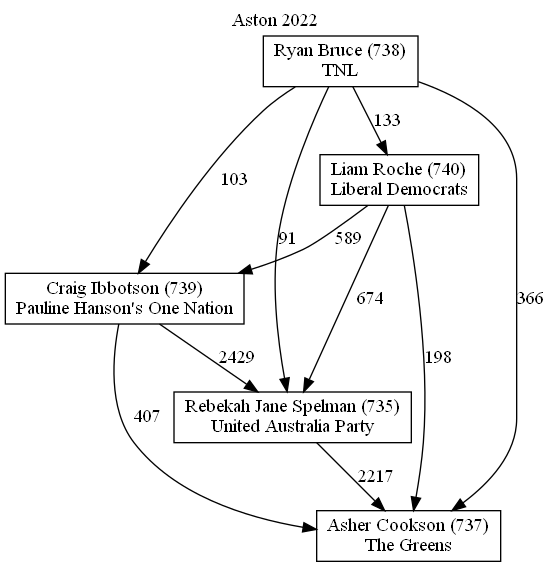 Aston 2022
Ryan Bruce (738)
TNL
133
Liam Roche (740)
Liberal Democrats
103
91
589
Craig Ibbotson (739)
Pauline Hanson's One Nation
674
366
2429
198
Rebekah Jane Spelman (735)
United Australia Party
407
2217
Asher Cookson (737)
The Greens